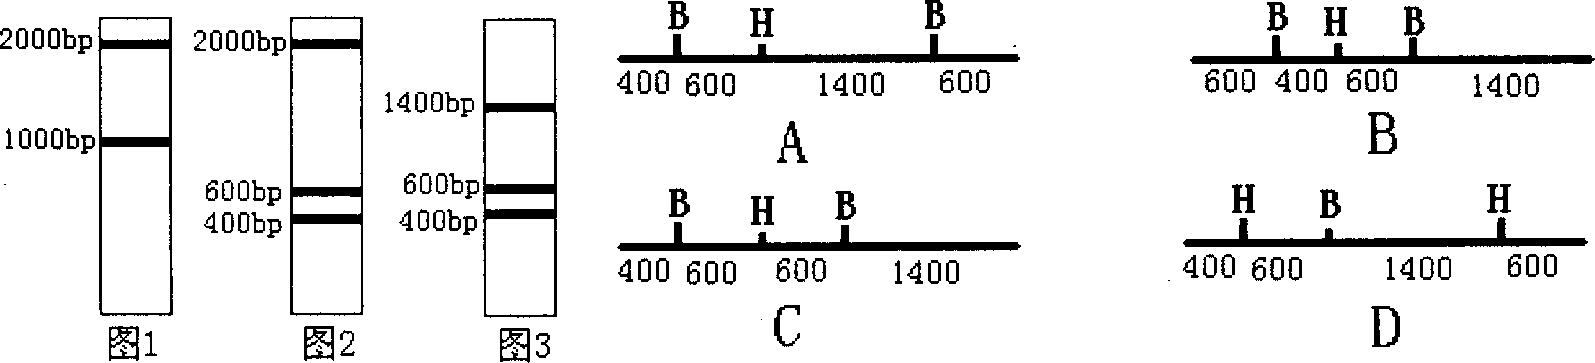 2000bp
1000bp
图1
2000bp
600bp
400bp
图2
1400bp
600bp
400bp
图3
B H B
400 600 1400 600
A
B H B
600 400 600 1400
B
B H B
400 600 600 1400
C
H B H
400 600 1400 600
D